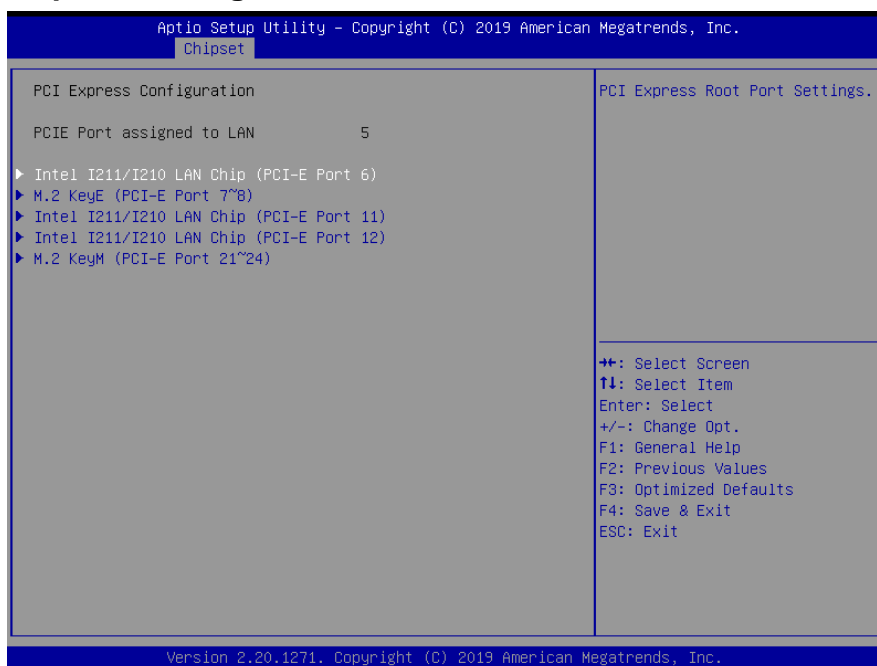 Aptio Setup Utility – Copyright (C) 2019 American Megatrends, Inc.
Chipset
PCI Express Configuration
PCIE Port assigned to LAN 5
▶ Intel I211/I210 LAN Chip (PCI-E Port 6)
▶ M.2 KeyE (PCI-E Port 7~8)
▶ Intel I211/I210 LAN Chip (PCI-E Port 11)
▶ Intel I211/I210 LAN Chip (PCI-E Port 12)
▶ M.2 KeyM (PCI-E Port 21~24)
PCI Express Root Port Settings.
→←: Select Screen
↑↓: Select Item
Enter: Select
+/-: Change Opt.
F1: General Help
F2: Previous Values
F3: Optimized Defaults
F4: Save & Exit
ESC: Exit
Version 2.20.1271. Copyright (C) 2019 American Megatrends, Inc.